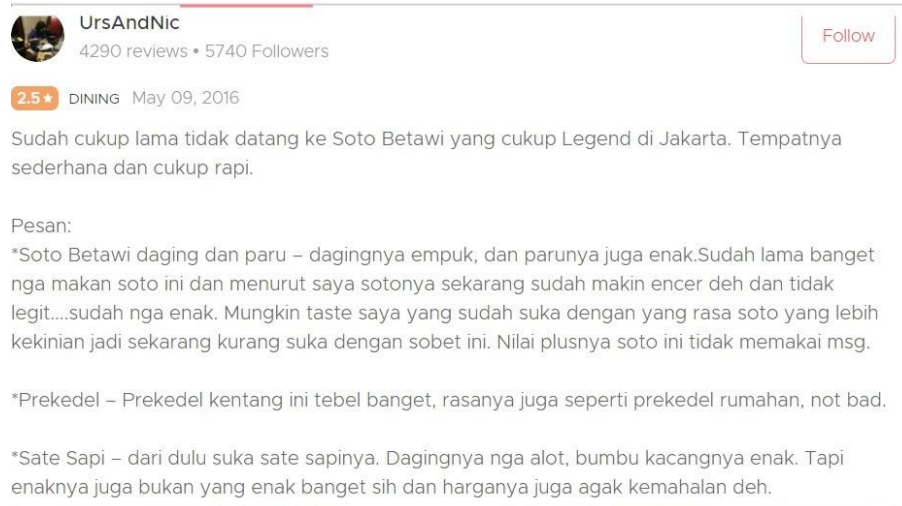 UrsAndNic
4290 reviews • 5740 Followers
Follow
2.5★ DINING May 09, 2016
Sudah cukup lama tidak datang ke Soto Betawi yang cukup Legend di Jakarta. Tempatnya
sederhana dan cukup rapi.
Pesan:
*Soto Betawi daging dan paru – dagingnya empuk, dan parunya juga enak.Sudah lama banget
nga makan soto ini dan menurut saya sotonya sekarang sudah makin encer deh dan tidak
legit....sudah nga enak. Mungkin taste saya yang sudah suka dengan yang rasa soto yang lebih
kekinian jadi sekarang kurang suka dengan sobet ini. Nilai plusnya soto ini tidak memakai msg.
*Prekedel – Prekedel kentang ini tebel banget, rasanya juga seperti prekedel rumahan, not bad.
*Sate Sapi – dari dulu suka sate sapinya. Dagingnya nga alot, bumbu kacangnya enak. Tapi
enaknya juga bukan yang enak banget sih dan harganya juga agak kemahalan deh.